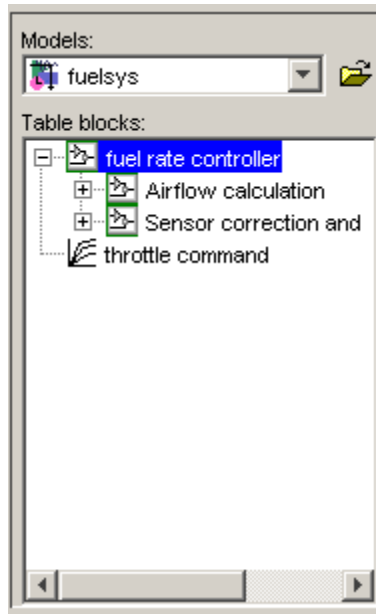 Models:
fuelsys
Table blocks:
fuel rate controller
Airflow calculation
Sensor correction and
throttle command